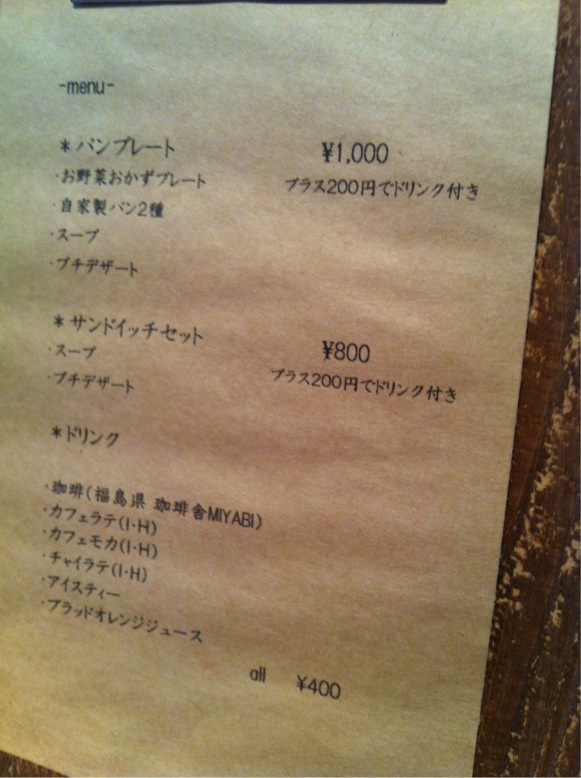 -menu-
*パンプレート ¥1,000
・お野菜おかずプレート プラス200円でドリンク付き
・自家製パン2種
・スープ
・プチデザート
*サンドイッチセット ¥800
・スープ プラス200円でドリンク付き
・プチデザート
*ドリンク
・珈琲(福島県 珈琲舎MIYABI)
・カフェラテ(I・H)
・カフェモカ(I・H)
・チャイラテ(I・H)
・アイスティー
・ブラッドオレンジジュース
all ¥400